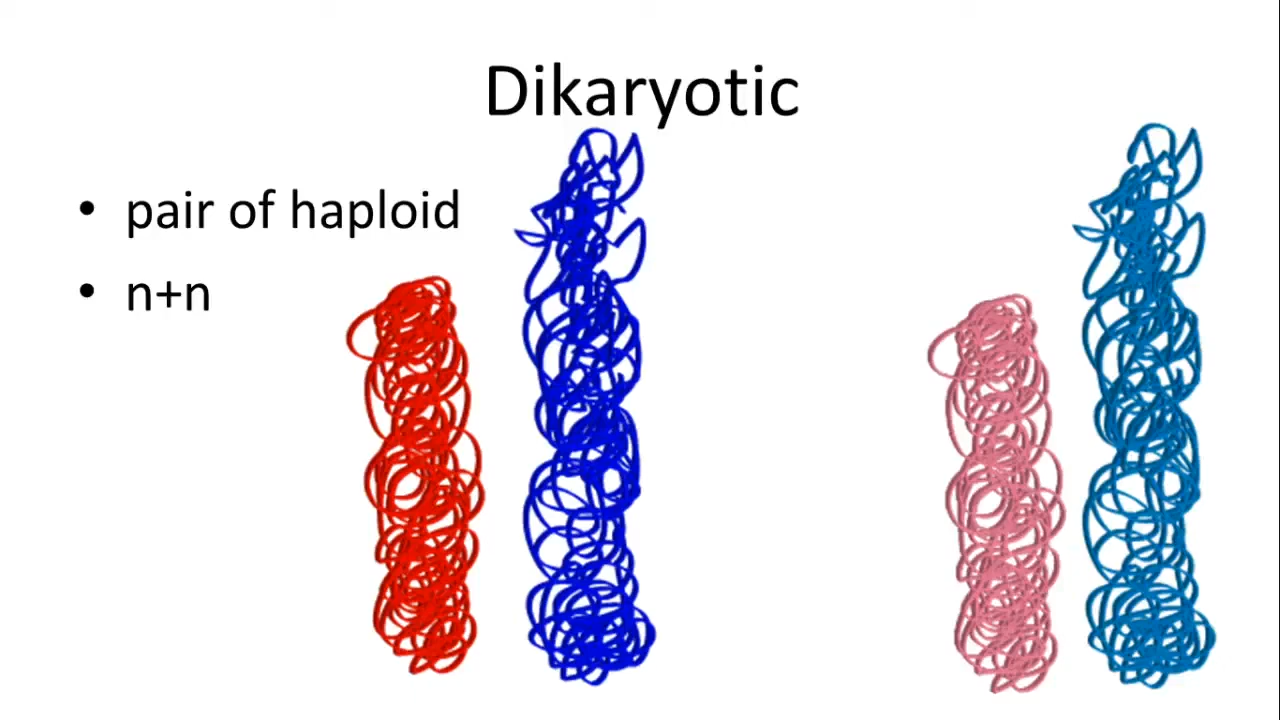 Dikaryotic
• pair of haploid
• n+n